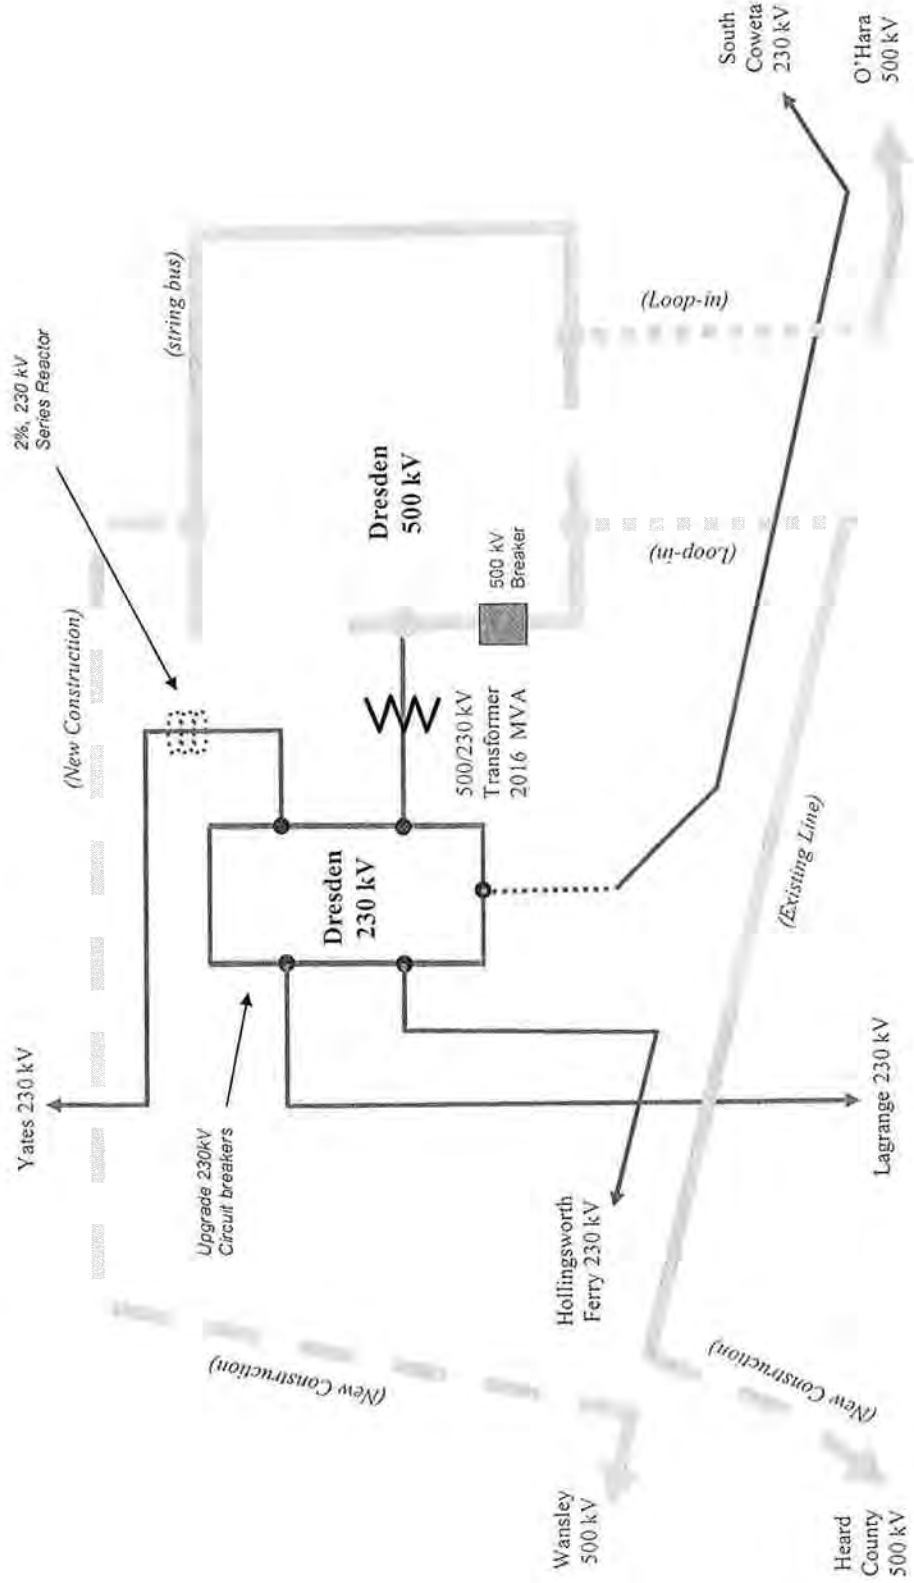 2%, 230 kV
Series Reactor
(string bus)
(New Construction)
Yates 230 kV
Upgrade 230kV
Circuit breakers
Dresden
230 kV
Dresden
500 kV
500 kV
Breaker
500/230 kV
Transformer
2016 MVA
(Loop-in)
(Loop-in)
South
Coweta
230 kV
O'Hara
500 kV
(Existing Line)
Lagrange 230 kV
Hollingsworth
Ferry 230 kV
(New Construction)
(New Construction)
Wansley
500 kV
Heard
County
500 kV